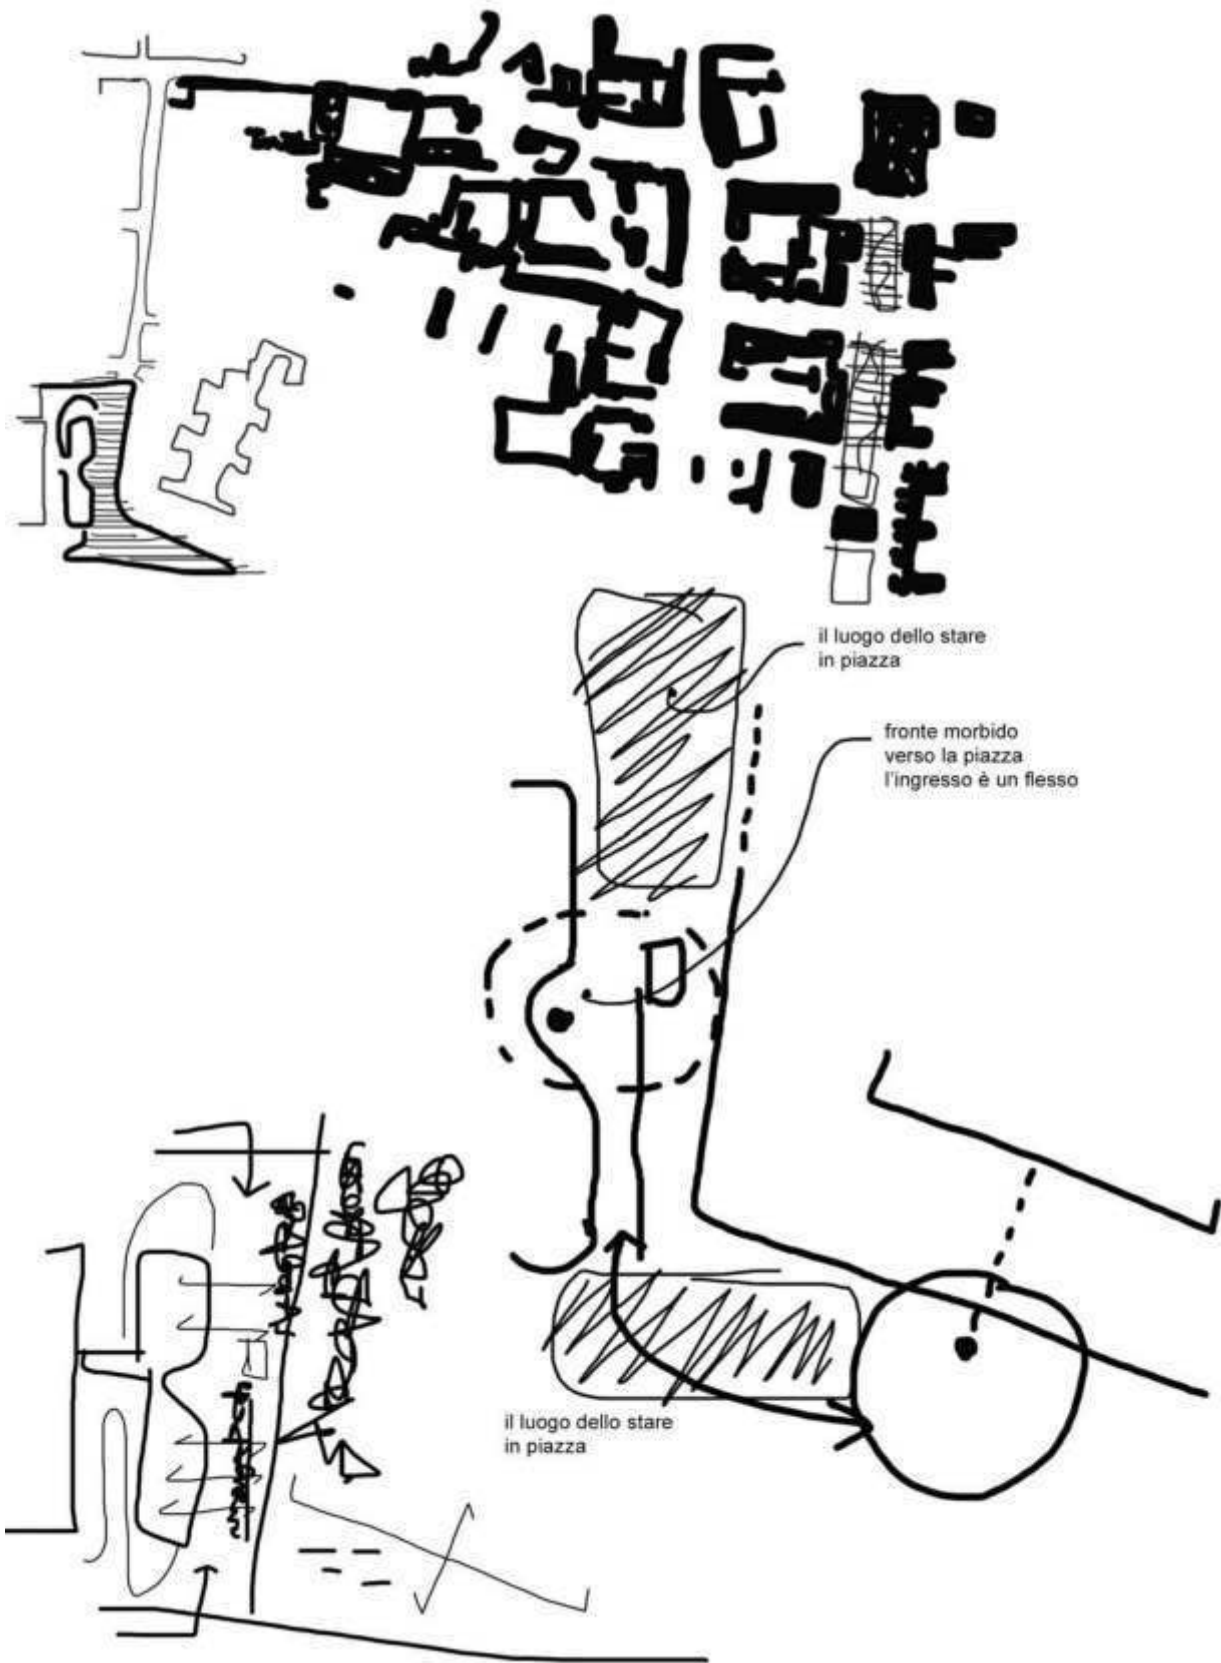 il luogo dello stare
in piazza
fronte morbido
verso la piazza
l'ingresso è un flesso
il luogo dello stare
in piazza